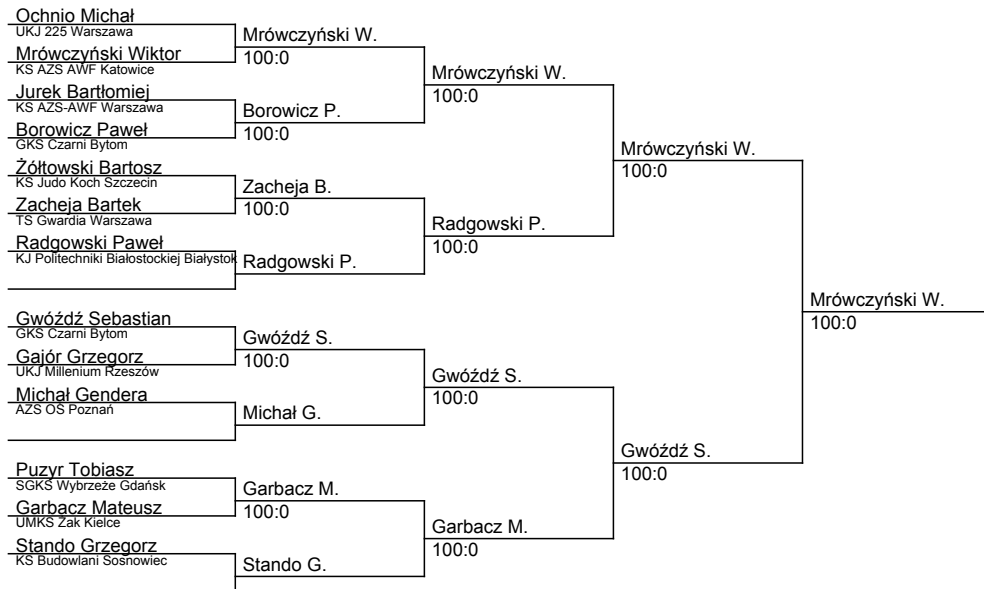 Ochnio Michał
UKJ 225 Warszawa
Mrówczyński Wiktor
KS AZS AWF Katowice
Jurek Bartłomiej
KS AZS-AWF Warszawa
Borowicz Paweł
GKS Czarni Bytom
Żółtowski Bartosz
KS Judo Koch Szczecin
Zacheja Bartek
TS Gwardia Warszawa
Radgowski Paweł
KJ Politechniki Białostockiej Białystok
Gwóźdź Sebastian
GKS Czarni Bytom
Gajór Grzegorz
UKJ Millenium Rzeszów
Michał Gendera
AZS OŚ Poznań
Puzyr Tobiasz
SGKS Wybrzeże Gdańsk
Garbacz Mateusz
UMKS Żak Kielce
Stando Grzegorz
KS Budowlani Sosnowiec
Mrówczyński W.
100:0
Borowicz P.
100:0
Zacheja B.
100:0
Radgowski P.
Gwóźdź S.
100:0
Michał G.
Garbacz M.
100:0
Stando G.
Mrówczyński W.
100:0
Radgowski P.
100:0
Gwóźdź S.
100:0
Garbacz M.
100:0
Mrówczyński W.
100:0
Gwóźdź S.
100:0
Mrówczyński W.
100:0